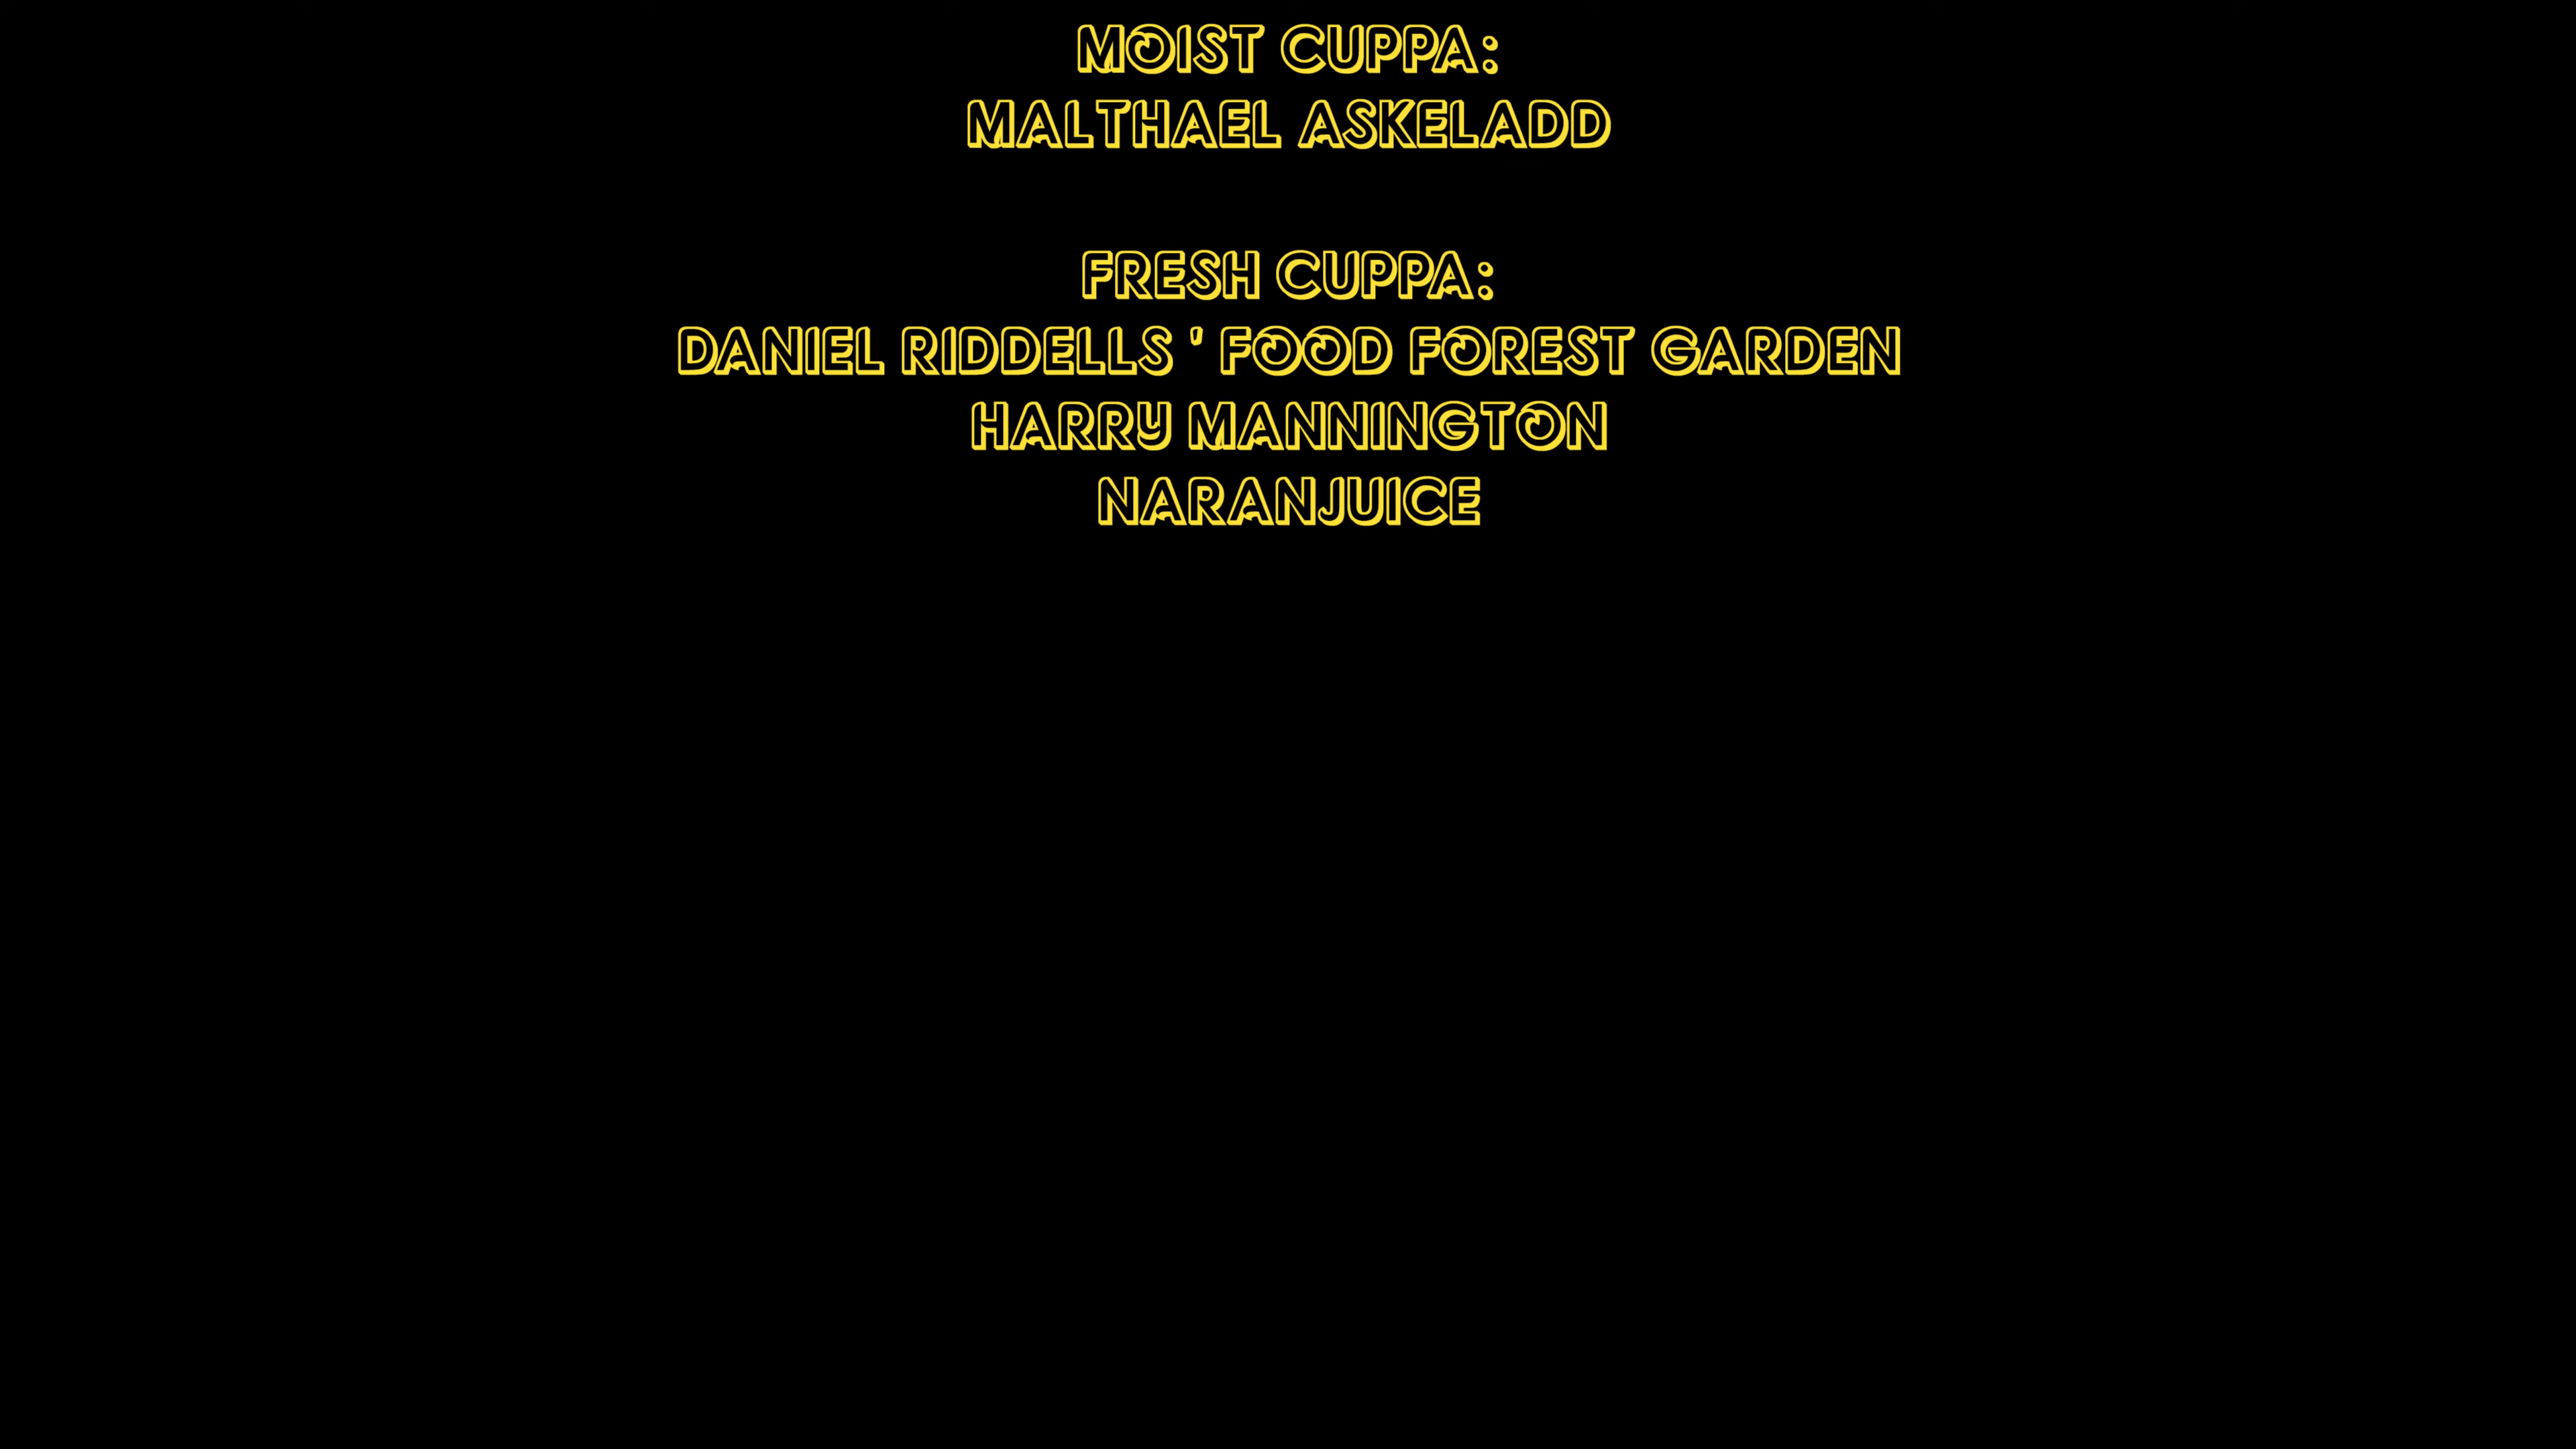 MOIST CUPPA:
MALTHAEL ASKELADD
FRESH CUPPA:
DANIEL RIDDELLS ' FOOD FOREST GARDEN
HARRY MANNINGTON
NARANJUICE